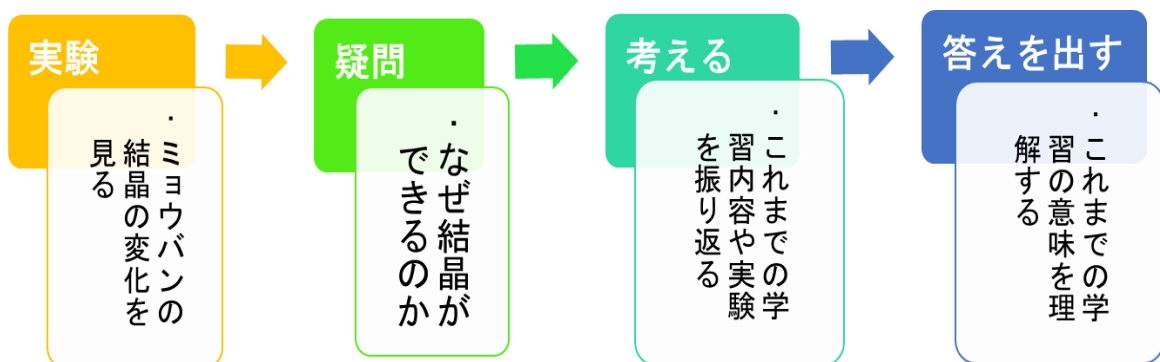 実験
・ミョウバンの
結晶の変化を
見る
疑問
・なぜ結晶が
できるのか
考える
・これまでの学
習内容や実験
を振り返る
答えを出す
・これまでの学
習の意味を理
解する